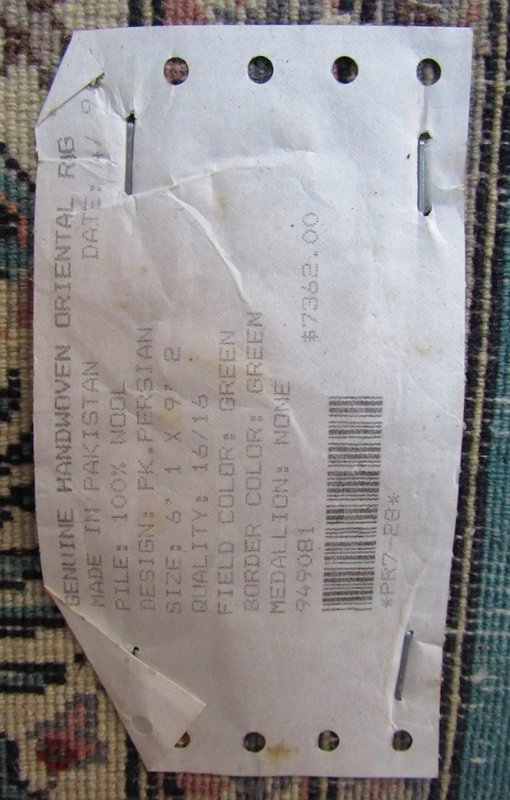 GENUINE HANDWOVEN ORIENTAL RUG
MADE IN PAKISTAN DATE:
PILE: 100% WOOL
DESIGN: PK.PERSIAN
SIZE: 6' 1 X 9' 2
QUALITY: 16/16
FIELD COLOR: GREEN
BORDER COLOR: GREEN
MEDALLION: NONE
949081 $7362.00
*PR7-28*